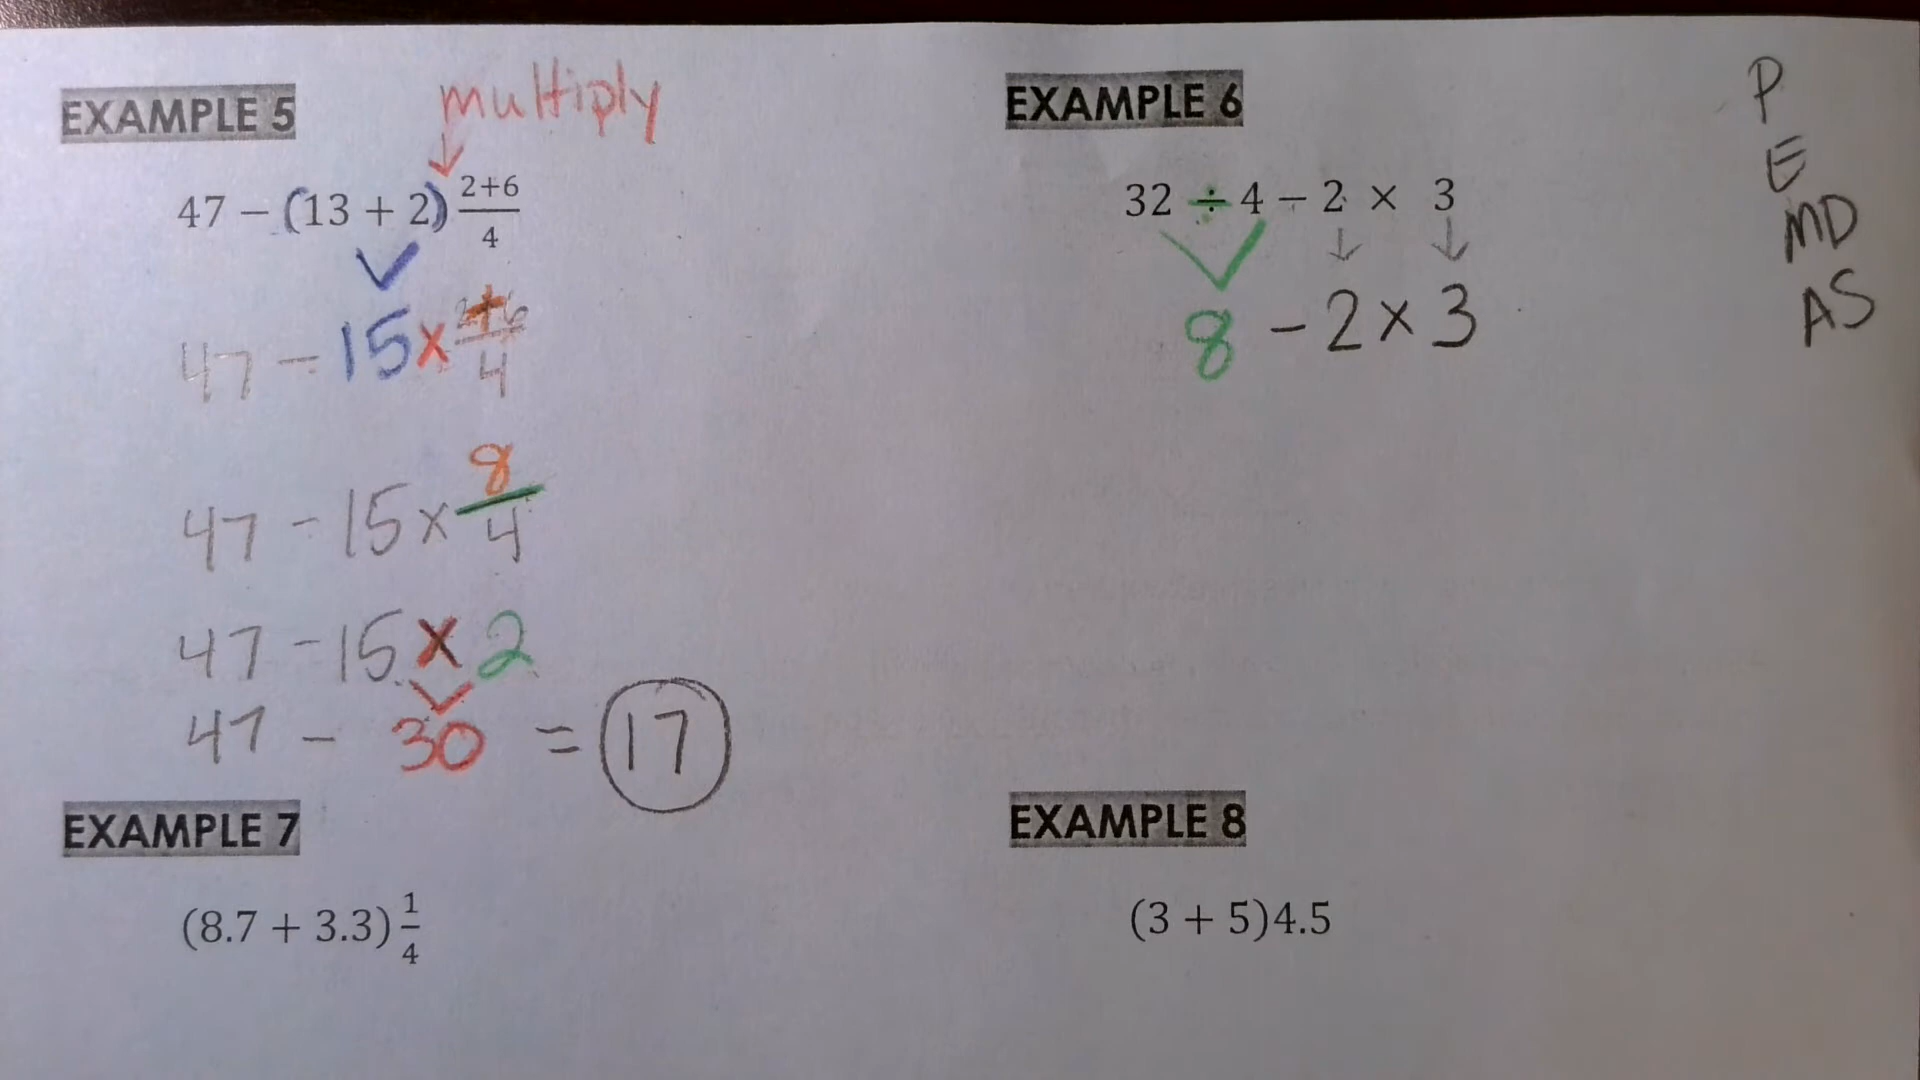 EXAMPLE 5
multiply
47 − (13 + 2) 2+6/4
47 − 15 × 2+6/4
47 − 15 × 8/4
47 − 15 × 2
47 − 30 = 17
EXAMPLE 6
32 ÷ 4 − 2 × 3
8 − 2 × 3
P
E
MD
AS
EXAMPLE 7
(8.7 + 3.3) 1/4
EXAMPLE 8
(3 + 5)4.5